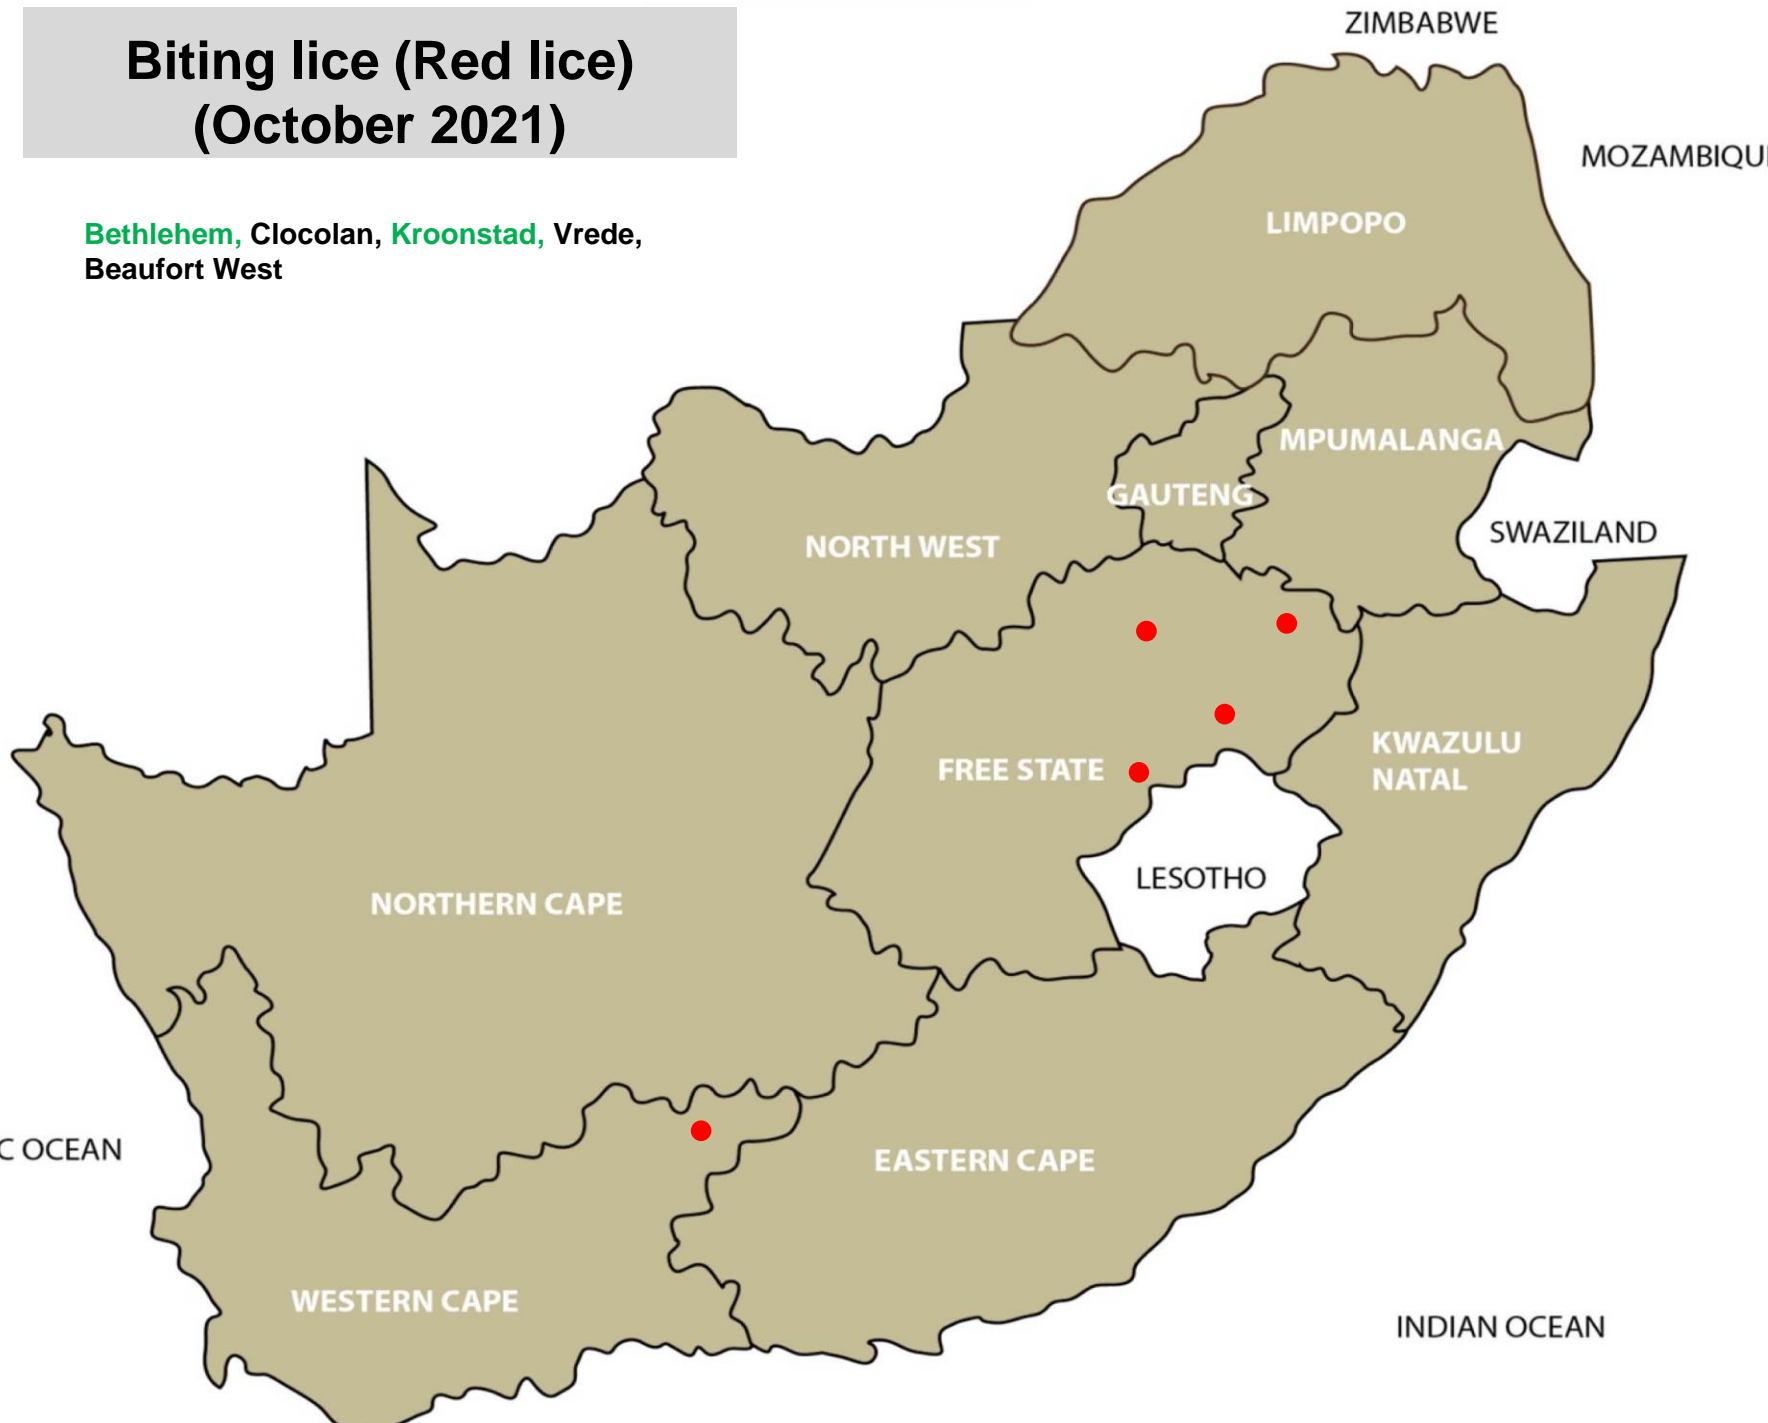 Biting lice (Red lice)
(October 2021)
Bethlehem, Clocolan, Kroonstad, Vrede,
Beaufort West
ZIMBABWE
MOZAMBIQU
LIMPOPO
MPUMALANGA
GAUTENG
NORTH WEST
SWAZILAND
KWAZULU
NATAL
FREE STATE
LESOTHO
NORTHERN CAPE
C OCEAN
EASTERN CAPE
WESTERN CAPE
INDIAN OCEAN